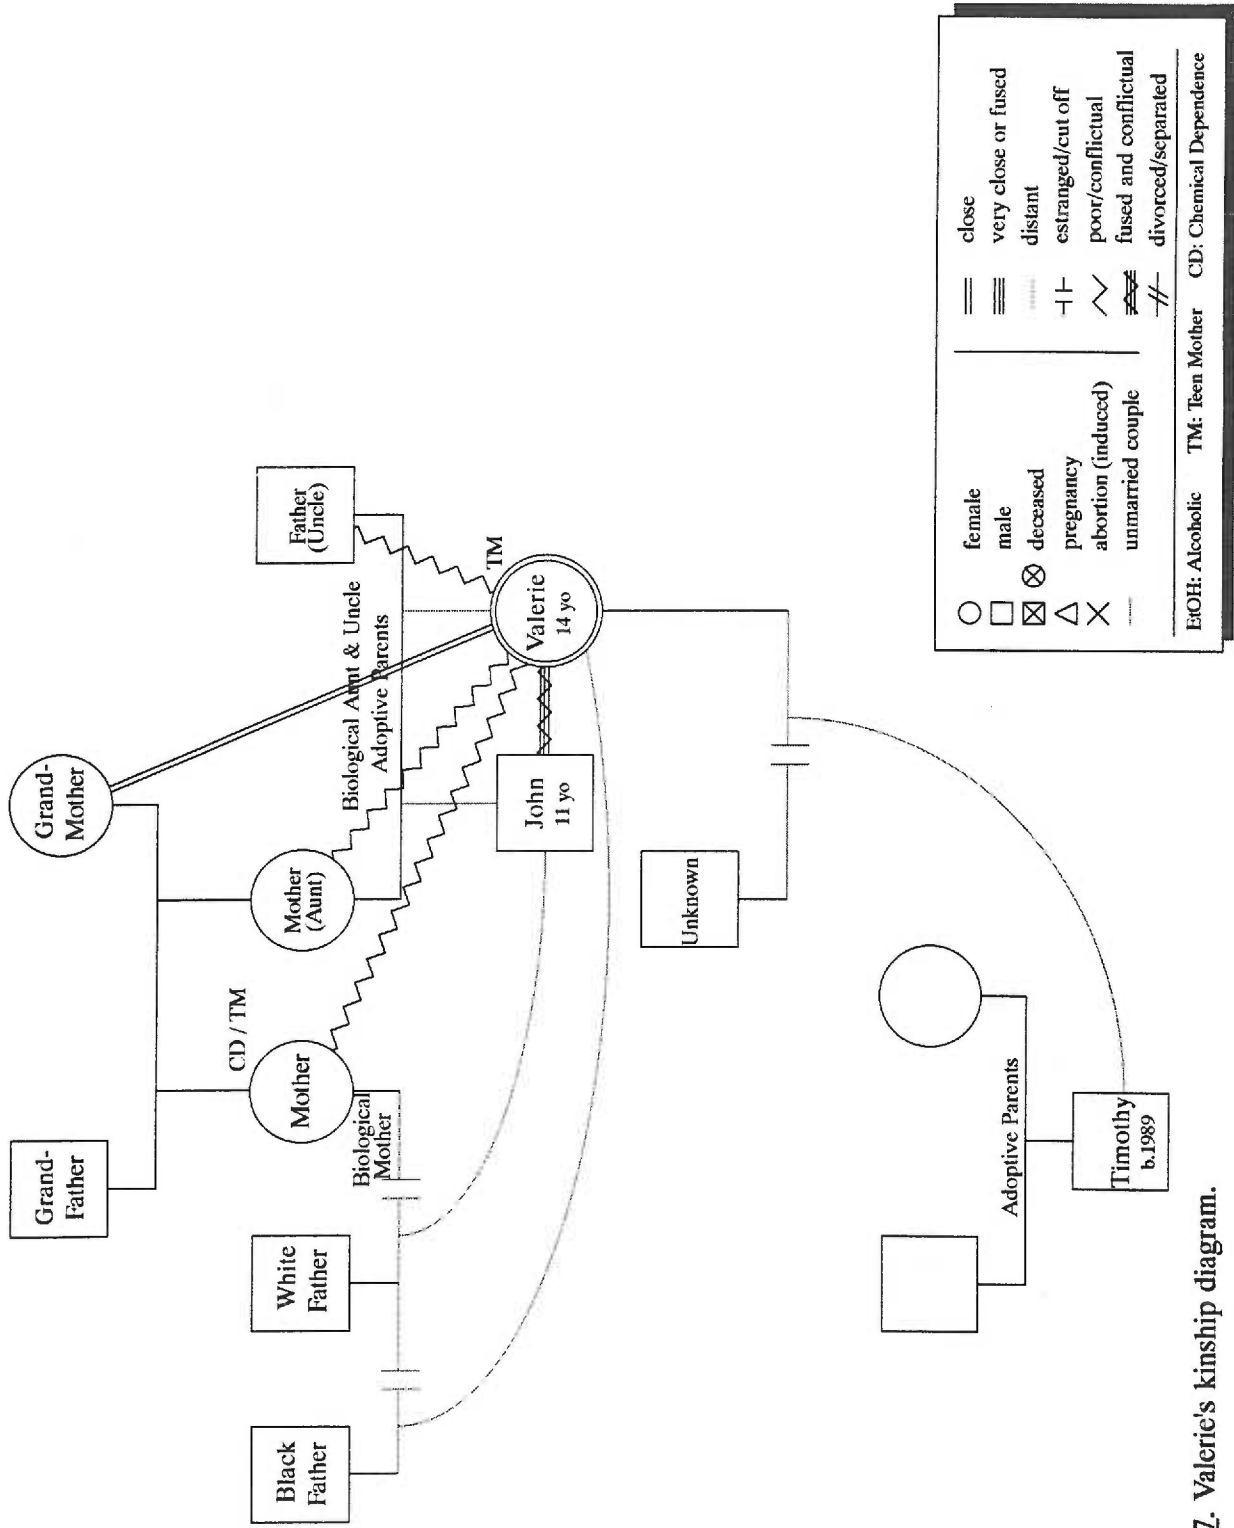 Grand-
Father
Grand-
Mother
CD / TM
Black
Father
White
Father
Mother
Mother
(Aunt)
Father
(Uncle)
Biological
Mother
Biological Aunt & Uncle
Adoptive Parents
TM
John
11 yo
Valerie
14 yo
Unknown
Adoptive Parents
Timothy
b.1989
female
male
deceased
pregnancy
abortion (induced)
unmarried couple
close
very close or fused
distant
estranged/cut off
poor/conflictual
fused and conflictual
divorced/separated
EtOH: Alcoholic TM: Teen Mother CD: Chemical Dependence
7. Valerie's kinship diagram.